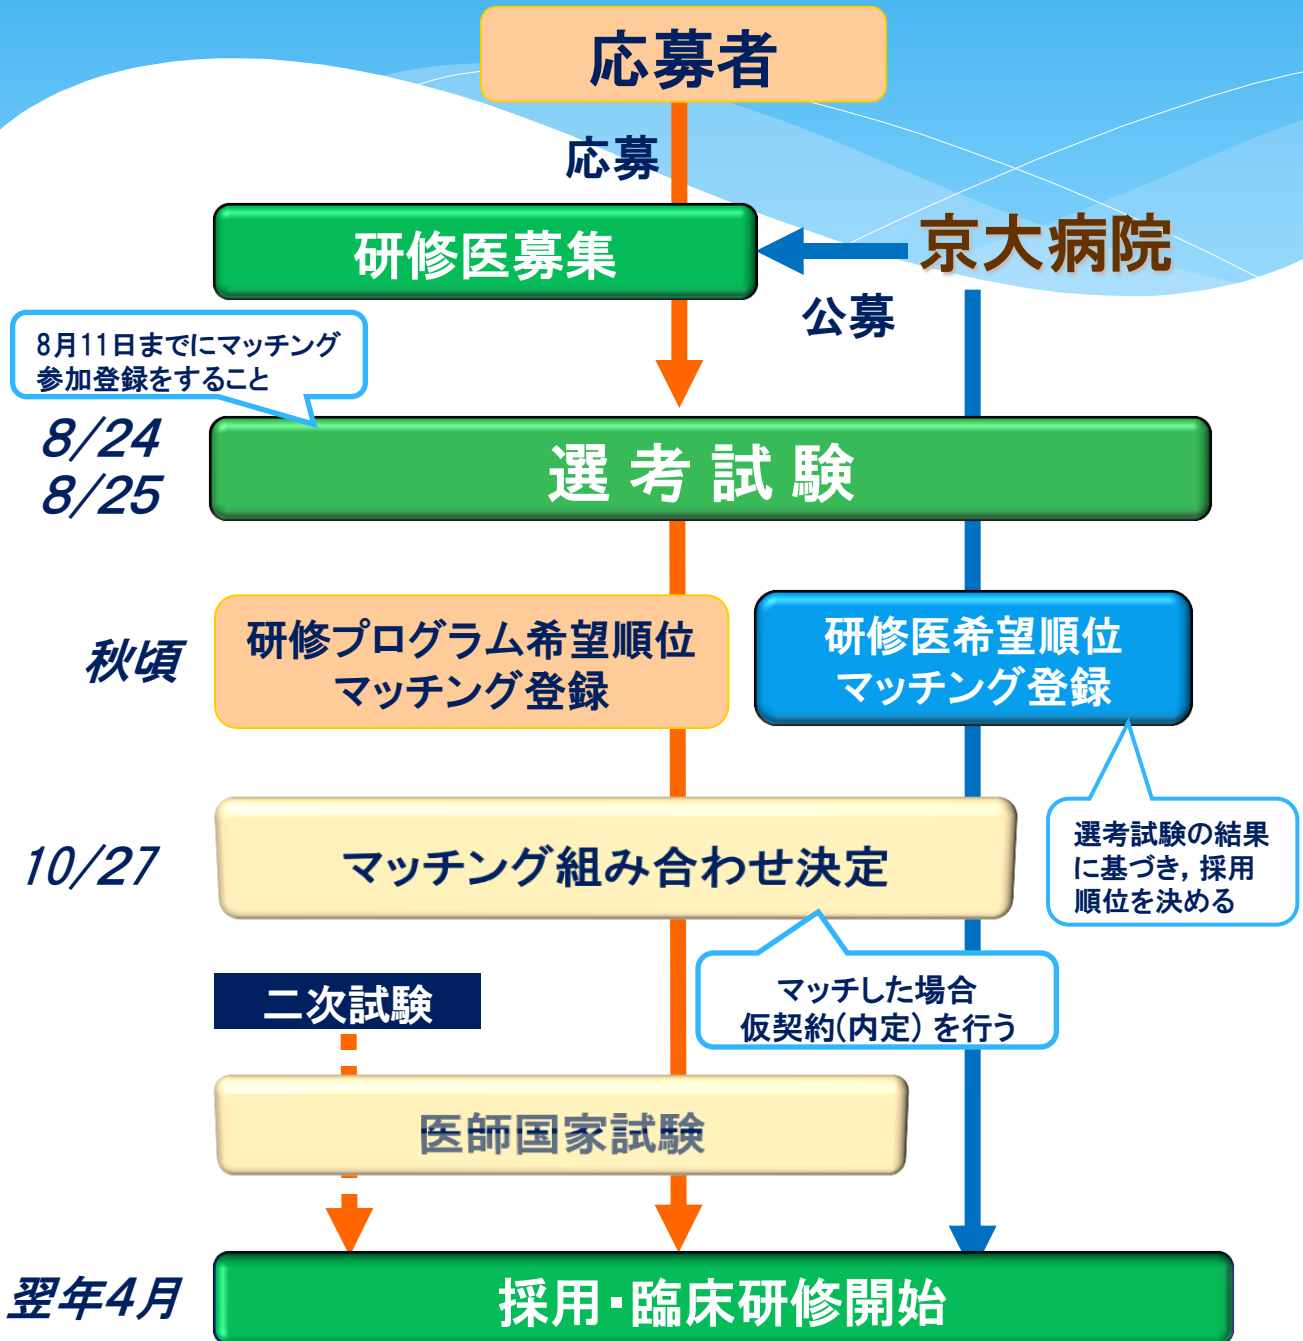 応募者
応募
研修医募集
京大病院
公募
8月11日までにマッチング
参加登録をすること
8/24
8/25
選考試験
秋頃
研修プログラム希望順位
マッチング登録
研修医希望順位
マッチング登録
選考試験の結果
に基づき，採用
順位を決める
10/27
マッチング組み合わせ決定
マッチした場合
仮契約(内定) を行う
二次試験
医師国家試験
翌年4月
採用・臨床研修開始